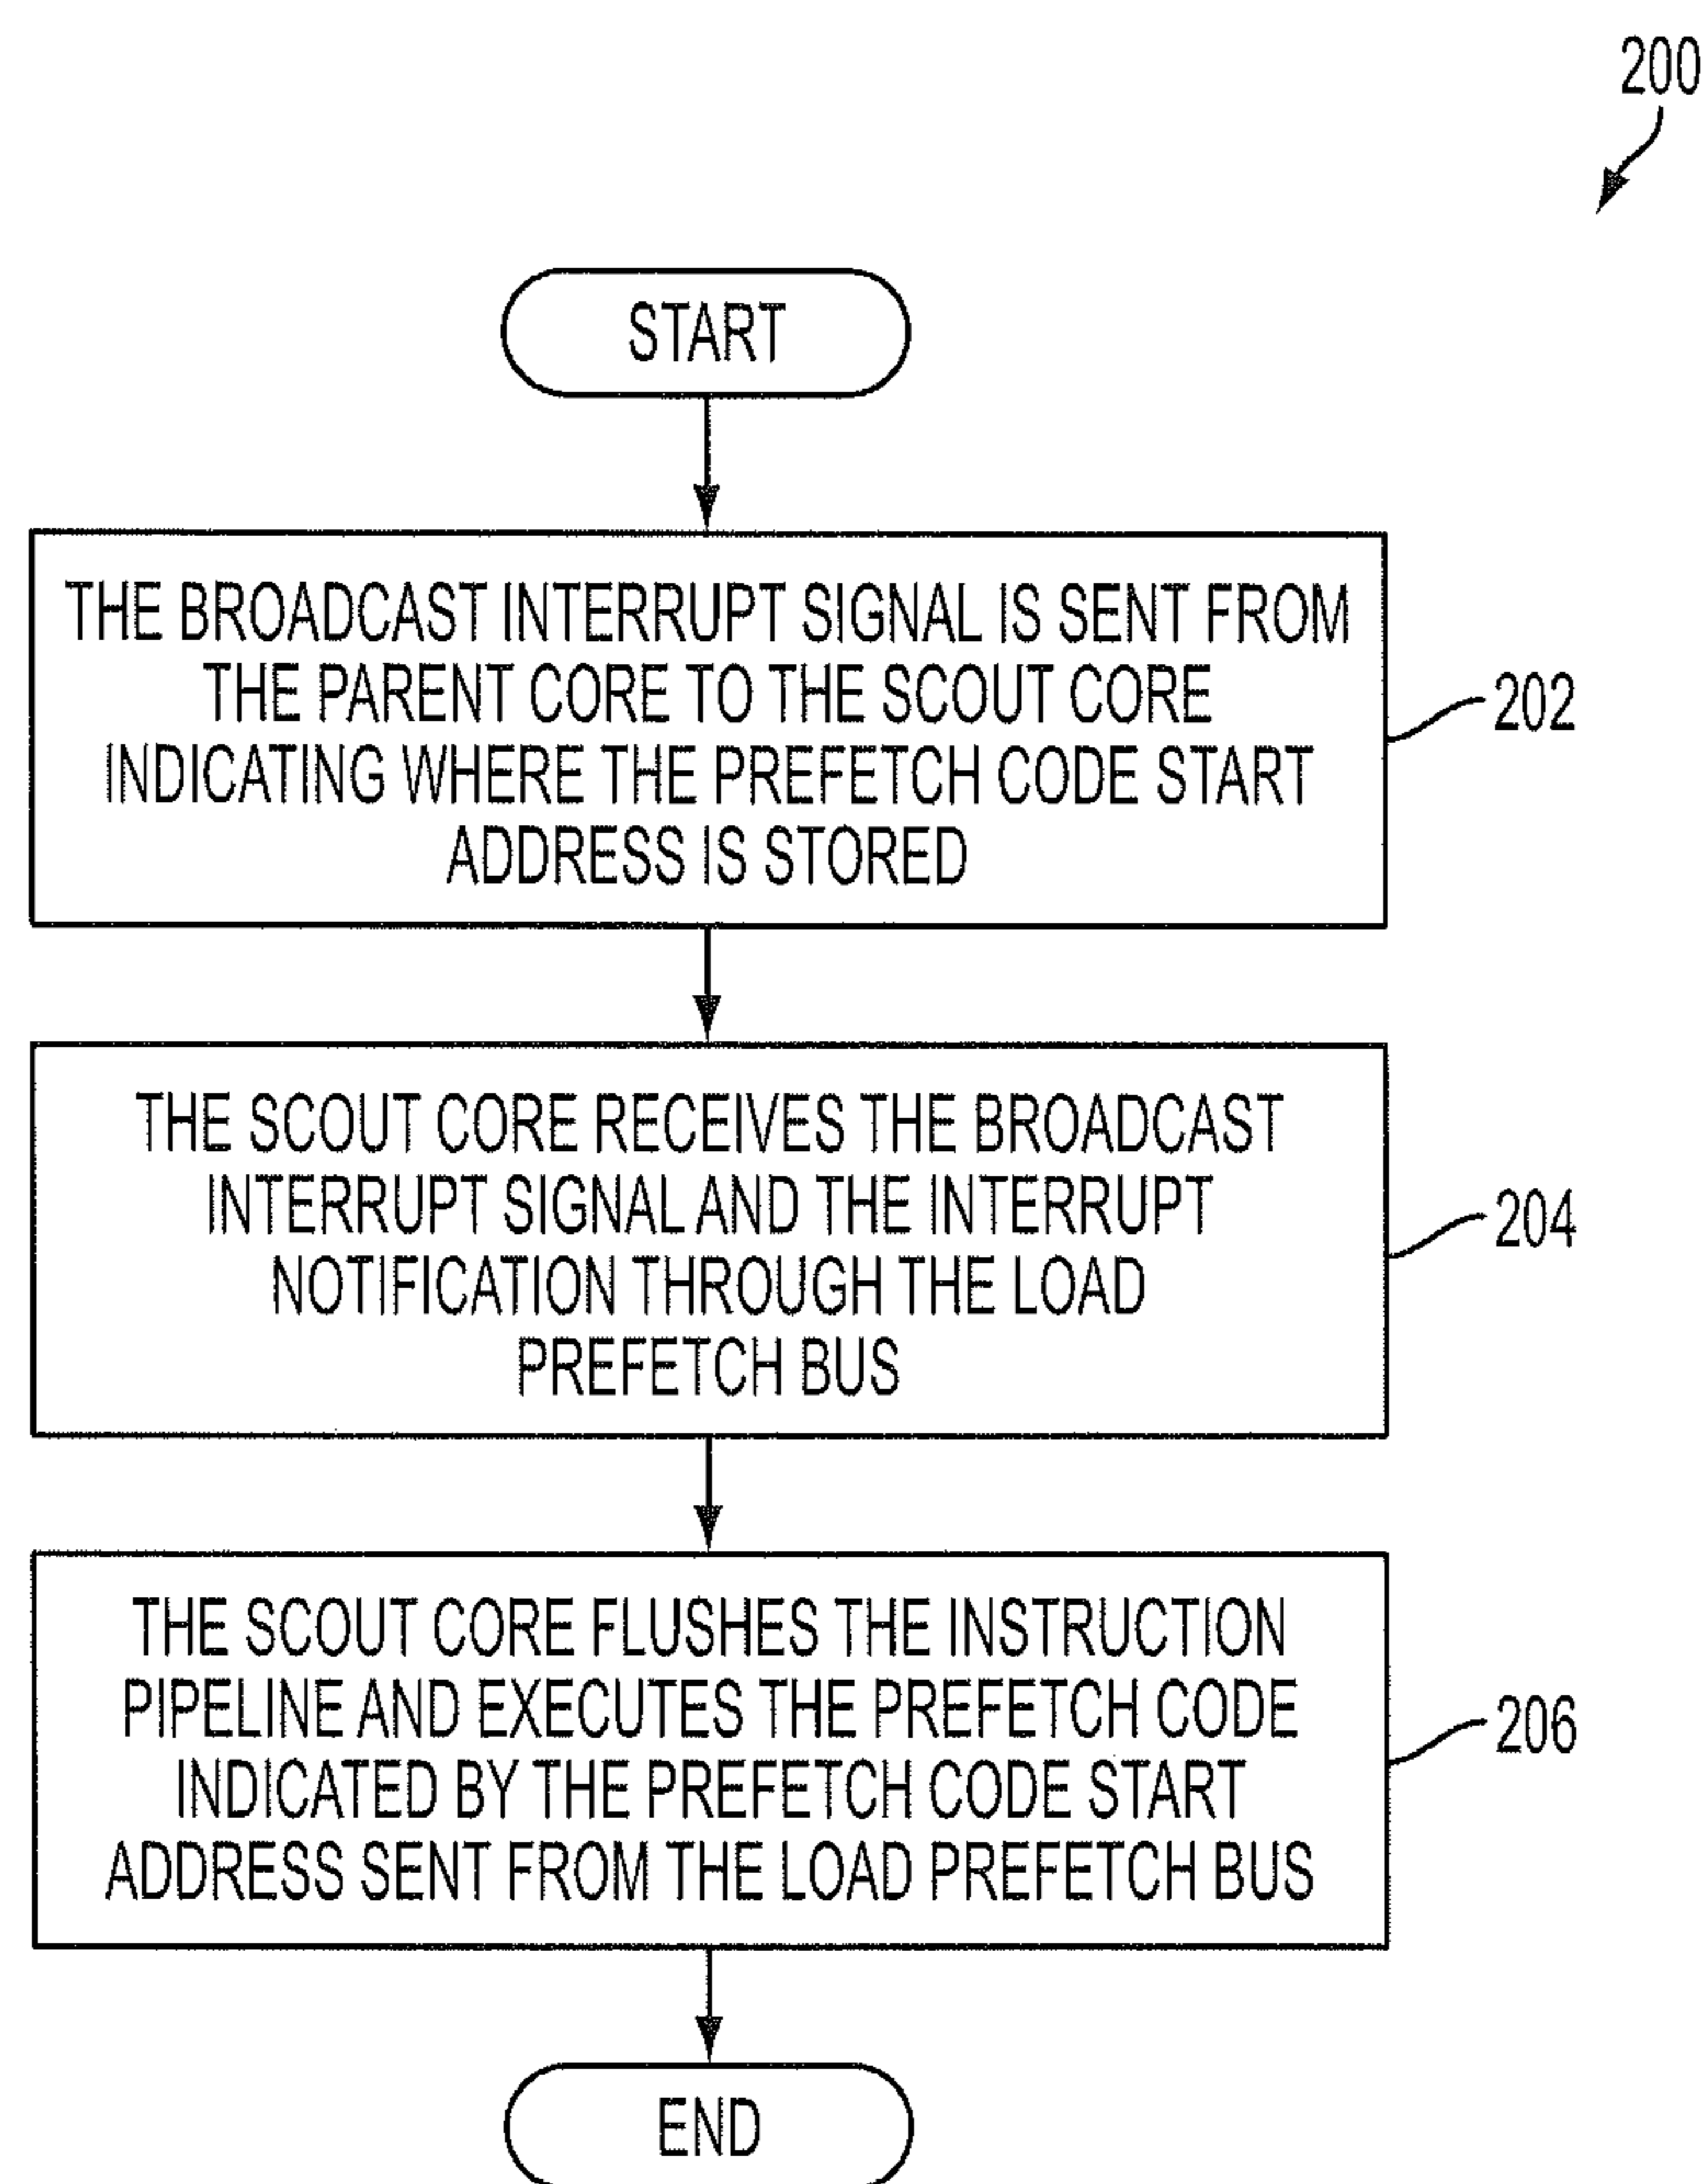 200
START
THE BROADCAST INTERRUPT SIGNAL IS SENT FROM
THE PARENT CORE TO THE SCOUT CORE
INDICATING WHERE THE PREFETCH CODE START
ADDRESS IS STORED
202
THE SCOUT CORE RECEIVES THE BROADCAST
INTERRUPT SIGNAL AND THE INTERRUPT
NOTIFICATION THROUGH THE LOAD
PREFETCH BUS
204
THE SCOUT CORE FLUSHES THE INSTRUCTION
PIPELINE AND EXECUTES THE PREFETCH CODE
INDICATED BY THE PREFETCH CODE START
ADDRESS SENT FROM THE LOAD PREFETCH BUS
206
END